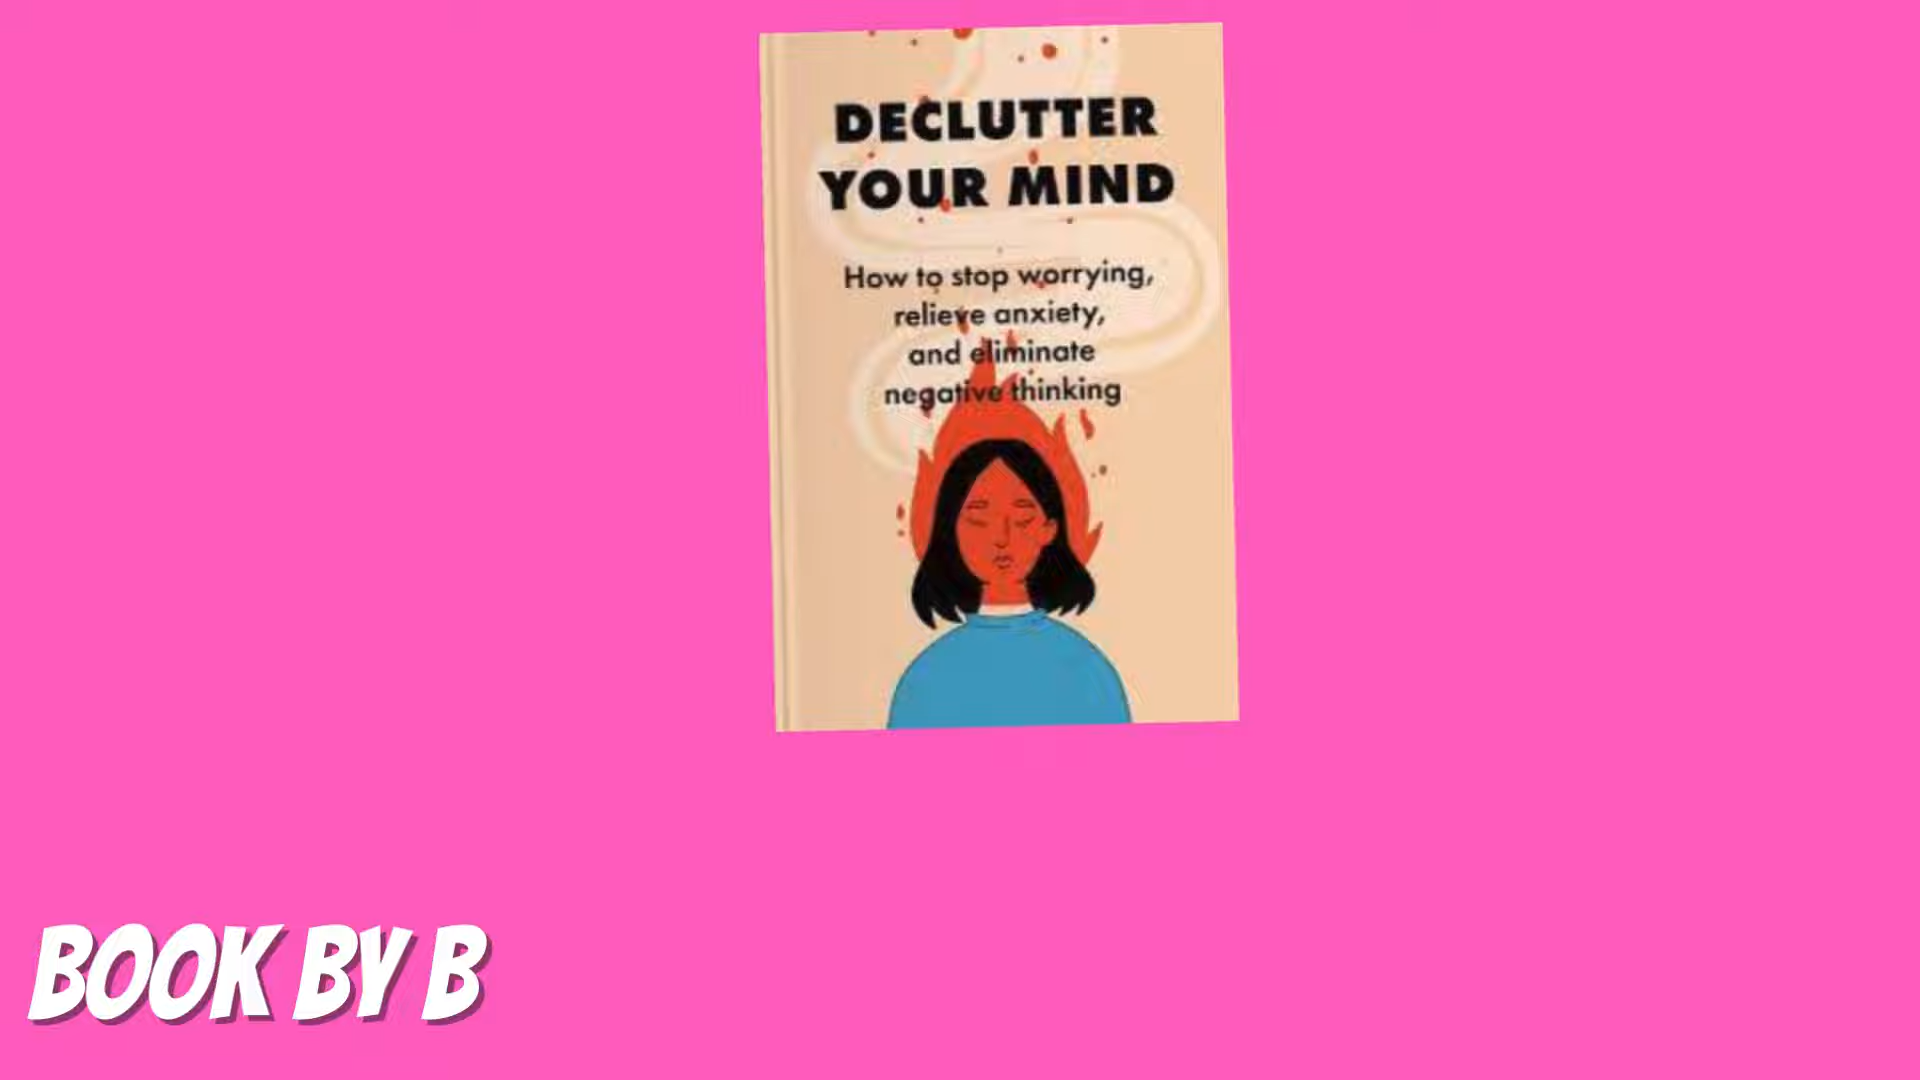 DECLUTTER
YOUR MIND
How to stop worrying,
relieve anxiety,
and eliminate
negative thinking
BOOK BY B